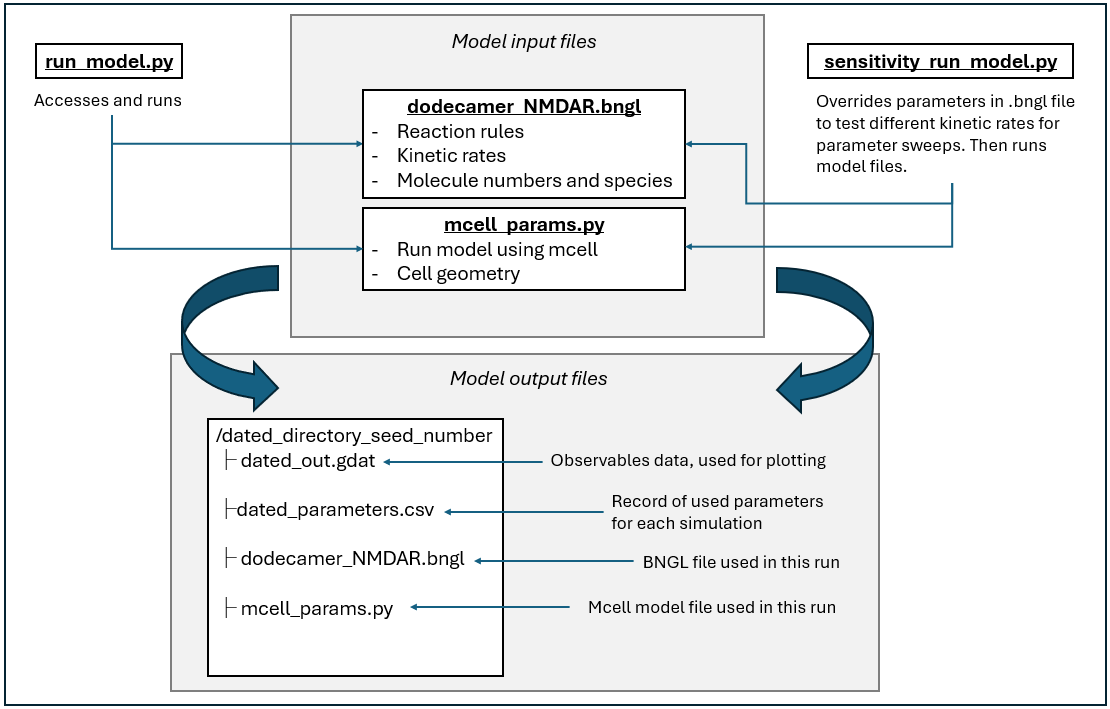 Model input files
run_model.py
Accesses and runs
sensitivity_run_model.py
Overrides parameters in .bngl file
to test different kinetic rates for
parameter sweeps. Then runs
model files.
dodecamer_NMDAR.bngl
- Reaction rules
- Kinetic rates
- Molecule numbers and species
mcell_params.py
- Run model using mcell
- Cell geometry
Model output files
/dated_directory_seed_number
├ dated_out.gdat
Observables data, used for plotting
├dated_parameters.csv
Record of used parameters
for each simulation
├ dodecamer_NMDAR.bngl
BNGL file used in this run
├ mcell_params.py
Mcell model file used in this run